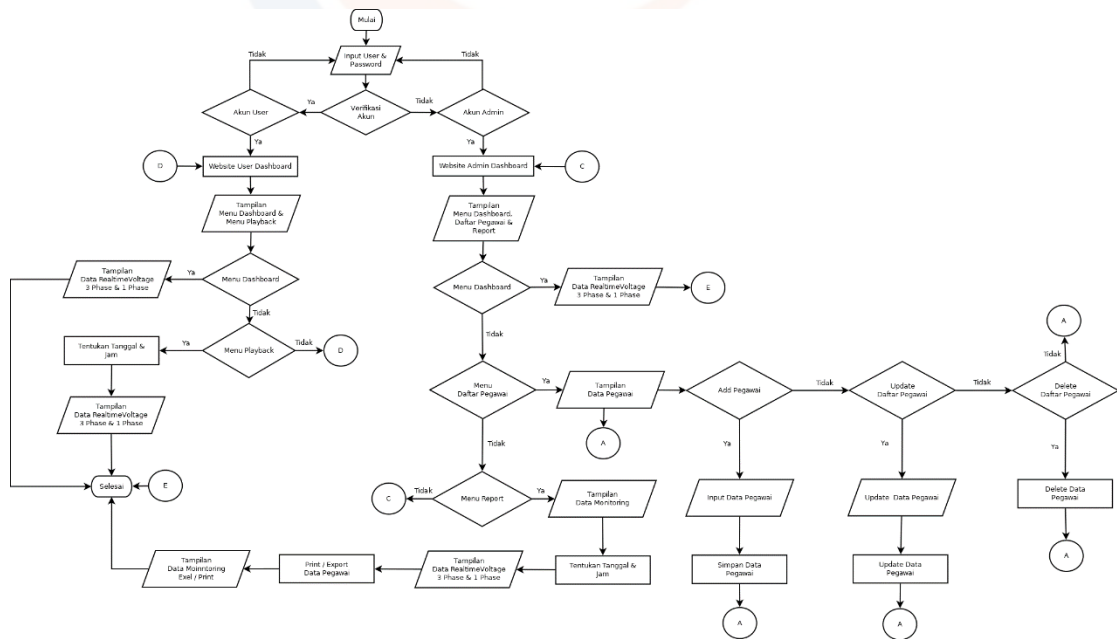 Mulai
Tidak
Input User &
Password
Tidak
Akun User
Ya
Verifikasi
Akun
Tidak
Akun Admin
Ya
Ya
D
Website User Dashboard
Website Admin Dashboard
C
Tampilan
Menu Dashboard &
Menu Playback
Tampilan
Menu Dashboard,
Daftar Pegawai &
Report
Tampilan
Data RealtimeVoltage
3 Phase & 1 Phase
Ya
Menu Dashboard
Menu Dashboard
Ya
Tampilan
Data RealtimeVoltage
3 Phase & 1 Phase
E
Tidak
Tidak
A
Tentukan Tanggal &
Jam
Ya
Menu Playback
Tidak
D
Tidak
Menu
Daftar Pegawai
Ya
Tampilan
Data Pegawai
Add Pegawai
Tidak
Update
Daftar Pegawai
Tidak
Delete
Daftar Pegawai
Tampilan
Data RealtimeVoltage
3 Phase & 1 Phase
A
Tidak
Ya
Ya
Ya
Selesai
E
C
Tidak
Menu Report
Ya
Tampilan
Data Monitoring
Input Data Pegawai
Update Data Pegawai
Delete Data
Pegawai
Tampilan
Data Moinntoring
Exel / Print
Print / Export
Data Pegawai
Tampilan
Data RealtimeVoltage
3 Phase & 1 Phase
Tentukan Tanggal &
Jam
Simpan Data
Pegawai
Update Data
Pegawai
A
A
A